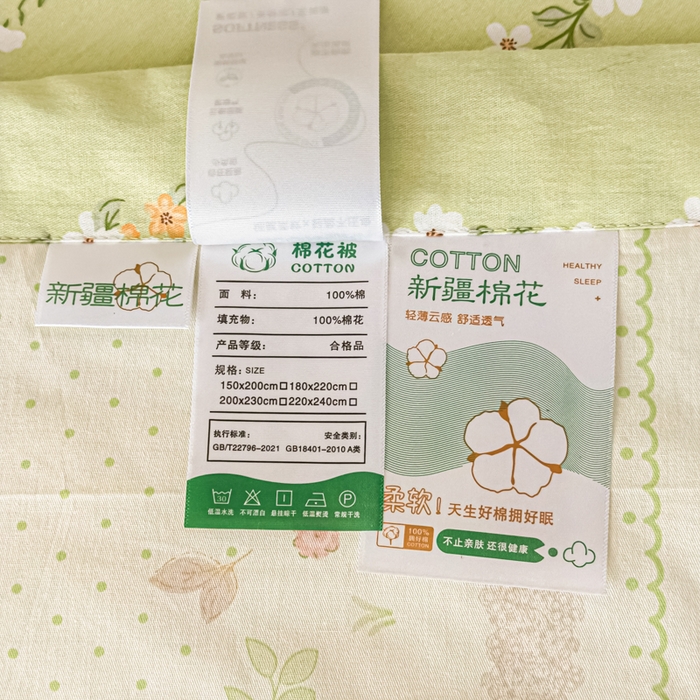 新疆棉花
棉花被
COTTON
面 料： 100%棉
填充物： 100%棉花
产品等级： 合格品
规格：SIZE
150x200cm□180x220cm□
200x230cm□220x240cm□
执行标准： 安全类别：
GB/T22796-2021 GB18401-2010 A类
30
P
低温水洗 不可漂白 悬挂晾干 低温熨烫 常规干洗
COTTON
HEALTHY
SLEEP
+
新疆棉花
轻薄云感 舒适透气
柔软！天生好棉拥好眠
100%
COTTON
不止亲肤 还很健康